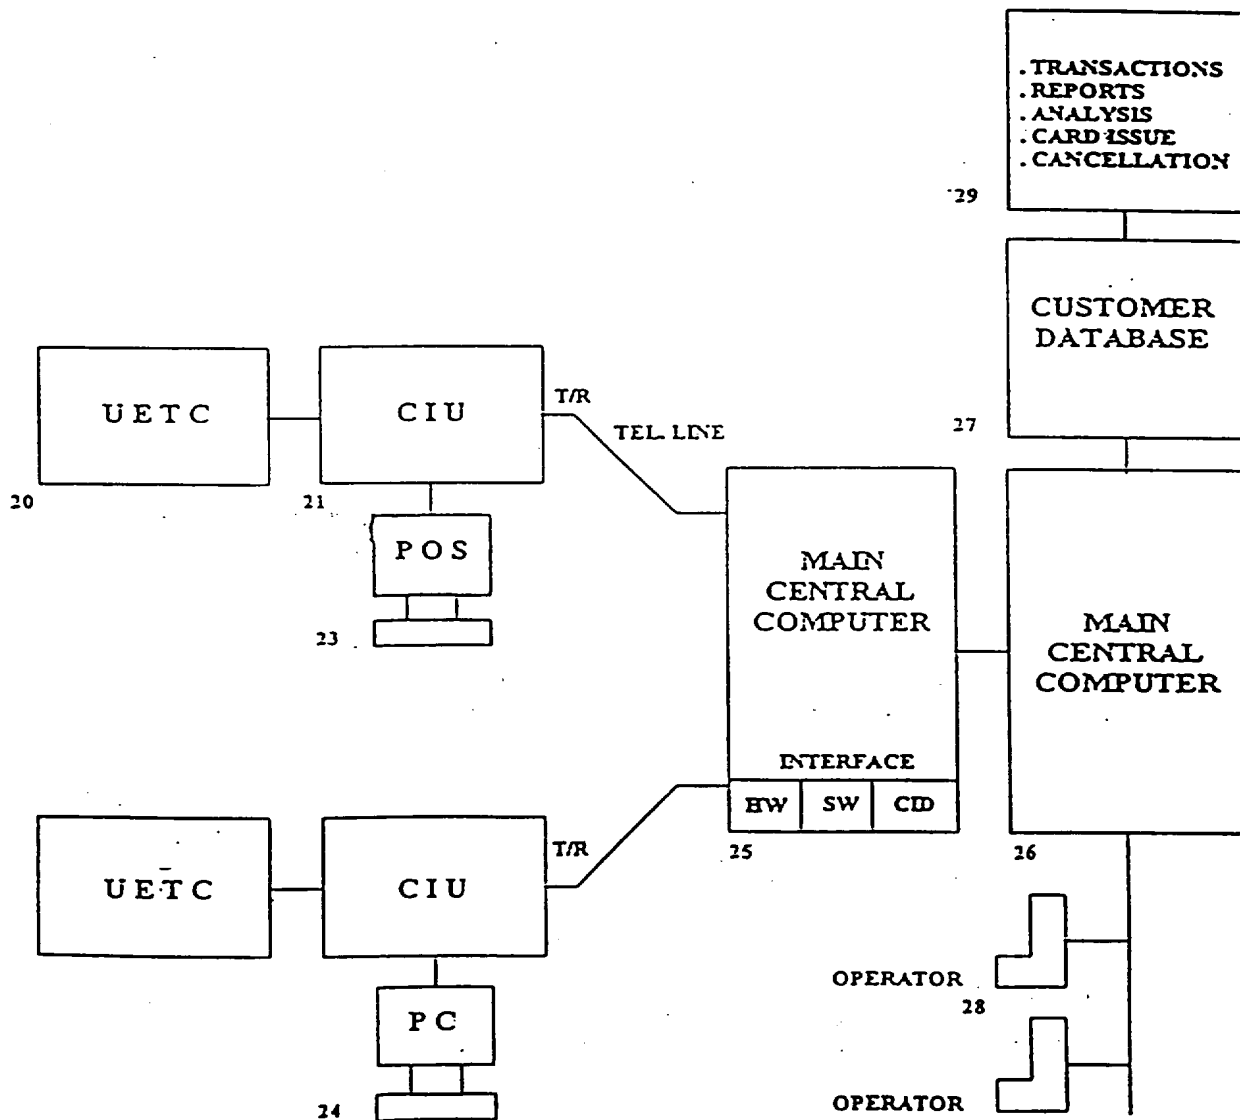 . TRANSACTIONS
. REPORTS
. ANALYSIS
. CARD ISSUE
. CANCELLATION
29
CUSTOMER
DATABASE
27
UETC
20
CIU
21
T/R
TEL. LINE
POS
23
MAIN
CENTRAL
COMPUTER
INTERFACE
HW SW CID
25
MAIN
CENTRAL
COMPUTER
26
UETC
CIU
T/R
PC
24
OPERATOR
28
OPERATOR